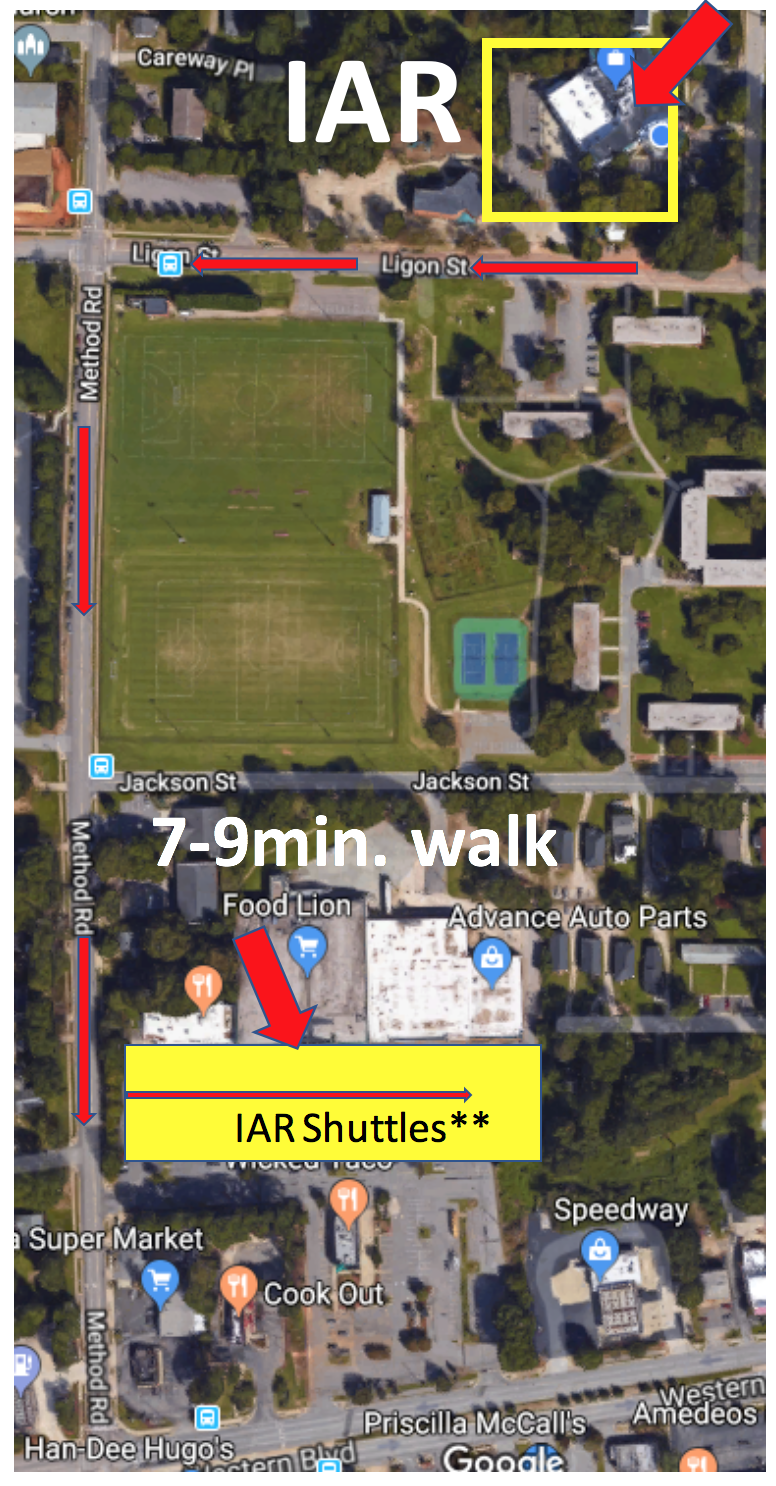 Careway Pl
IAR
Ligon St
Ligon St
Method Rd
Jackson St
Jackson St
7-9min. walk
Method Rd
Food Lion
Advance Auto Parts
IAR Shuttles**
Wicked Taco
Speedway
a Super Market
Cook Out
Method Rd
Western
Priscilla McCall's
Amedeos
Han-Dee Hugo's
estern Blvd
Google